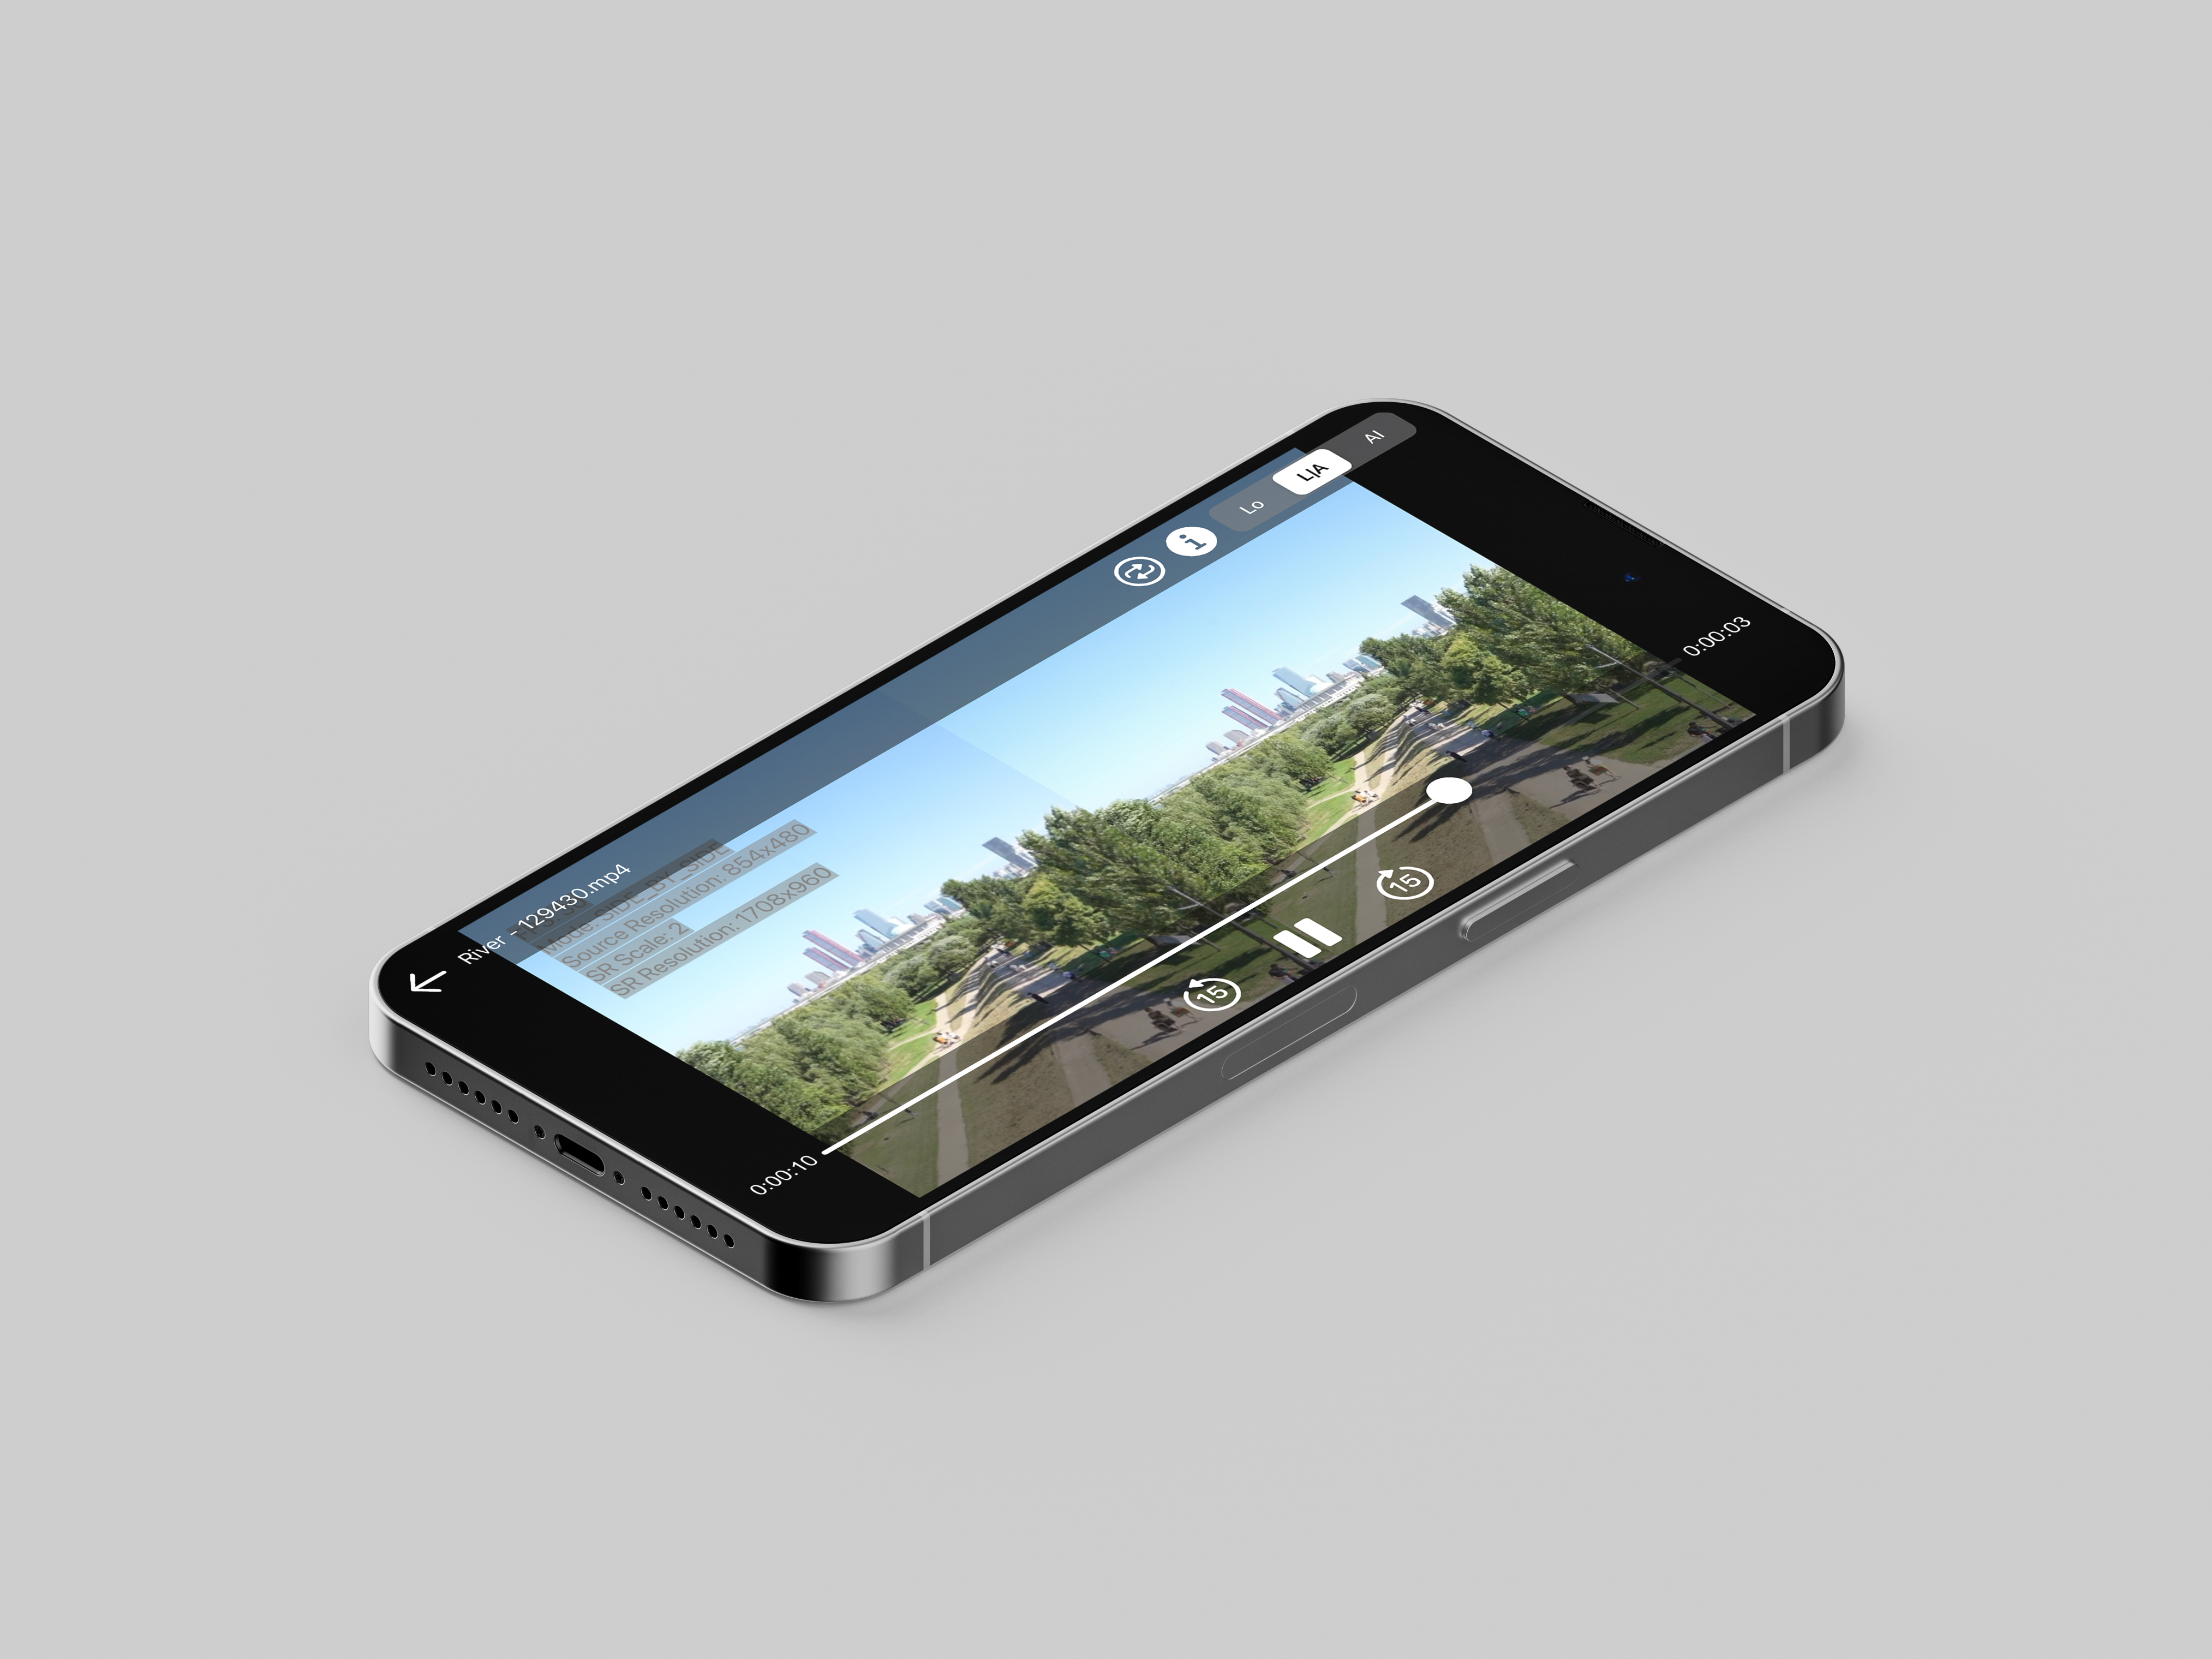 River - 129430.mp4
Lo
L|A
AI
Mode: SIDE_BY_SIDE
Source Resolution: 854x480
SR Scale: 2
SR Resolution: 1708x960
0:00:10
0:00:03
15
15